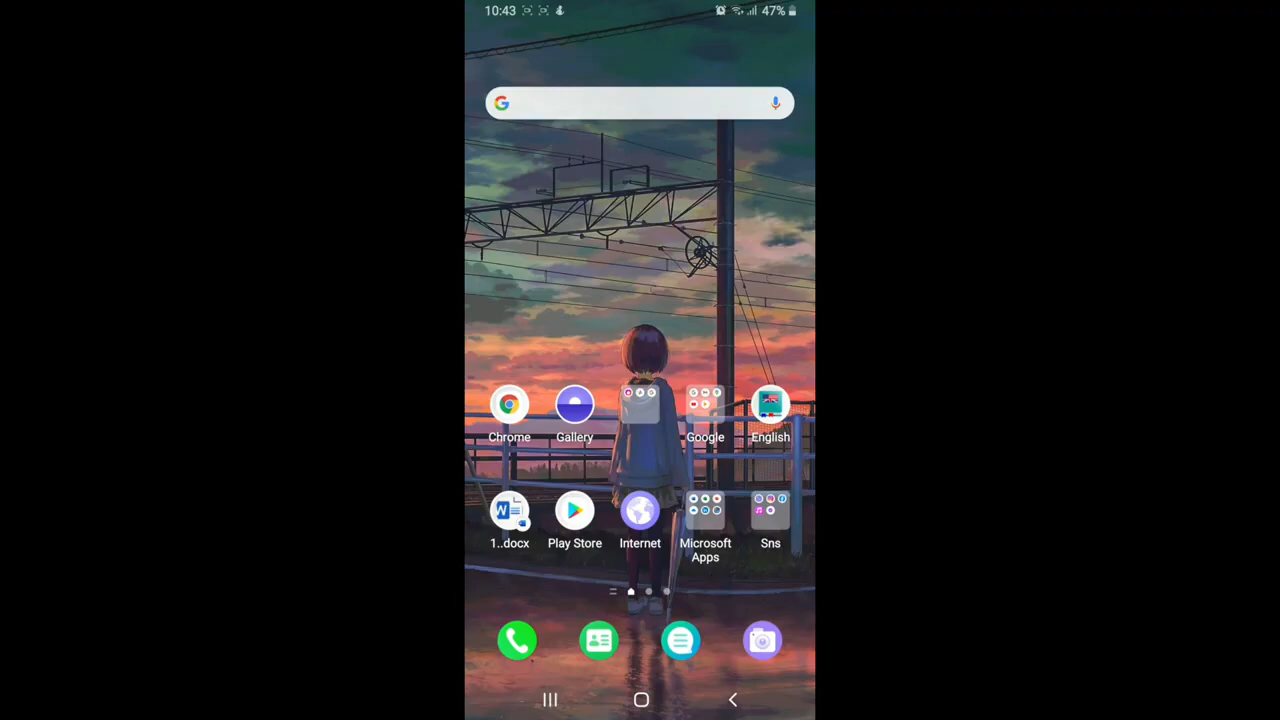 10:43
47%
Chrome
Gallery
Google
English
1..docx
Play Store
Internet
Microsoft
Apps
Sns